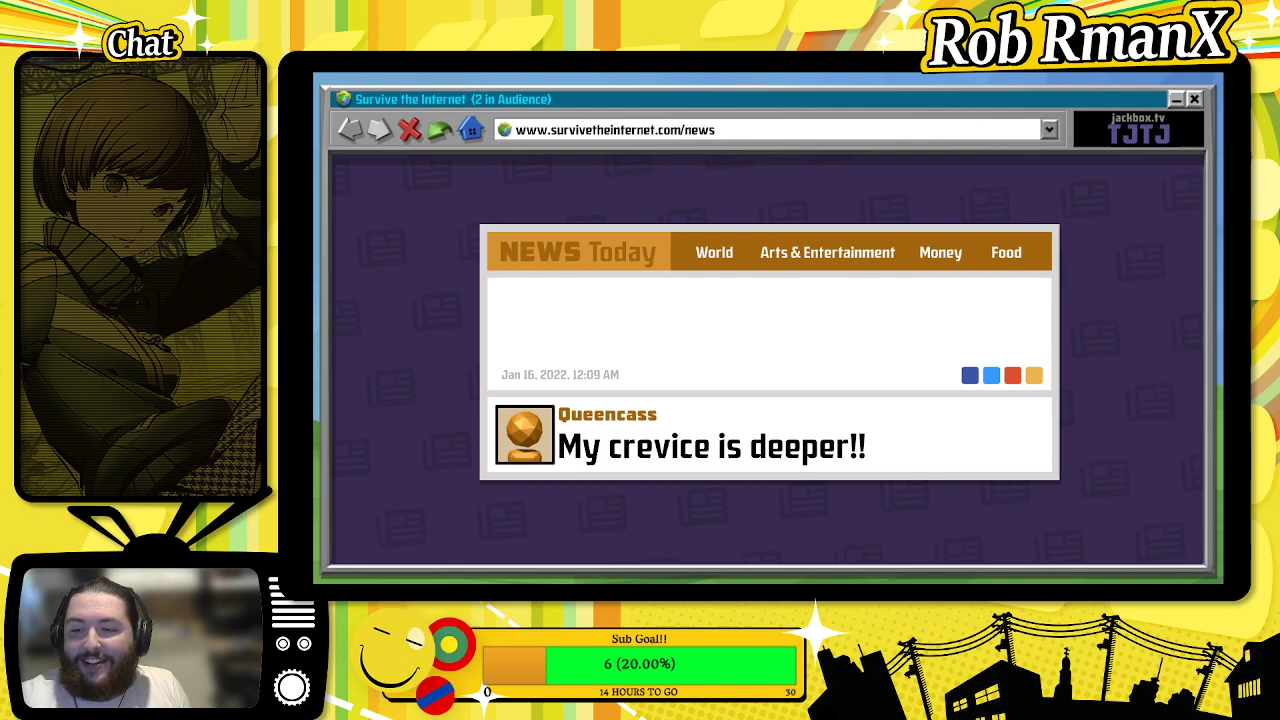 Chat
Rob RmanX
Survive the Internet (2 in Audience)
www.survivetheinternet.com/news
jackbox.tv
TJTJ
NEWS Today World Arts & Entertainment Money Food
Jan 16, 2022, 12:09 AM
Queencass
My crevice is deeper!!
Sub Goal!!
6 (20.00%)
0 14 HOURS TO GO 30